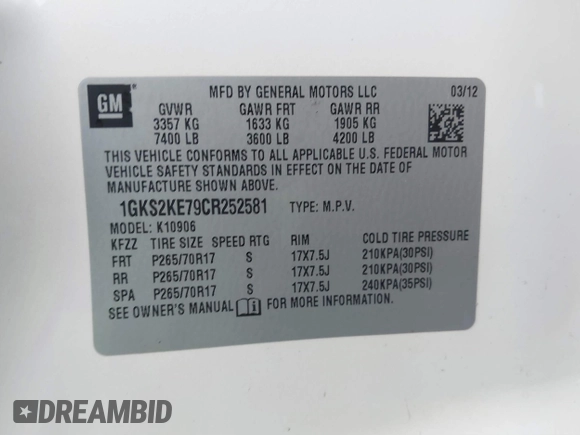 GM
MFD BY GENERAL MOTORS LLC 03/12
GVWR GAWR FRT GAWR RR
3357 KG 1633 KG 1905 KG
7400 LB 3600 LB 4200 LB
THIS VEHICLE CONFORMS TO ALL APPLICABLE U.S. FEDERAL MOTOR
VEHICLE SAFETY STANDARDS IN EFFECT ON THE DATE OF
MANUFACTURE SHOWN ABOVE.
1GKS2KE79CR252581 TYPE: M.P.V.
MODEL: K10906
KFZZ TIRE SIZE SPEED RTG RIM COLD TIRE PRESSURE
FRT P265/70R17 S 17X7.5J 210KPA(30PSI)
RR P265/70R17 S 17X7.5J 210KPA(30PSI)
SPA P265/70R17 S 17X7.5J 240KPA(35PSI)
SEE OWNER'S MANUAL FOR MORE INFORMATION.
DREAMBID